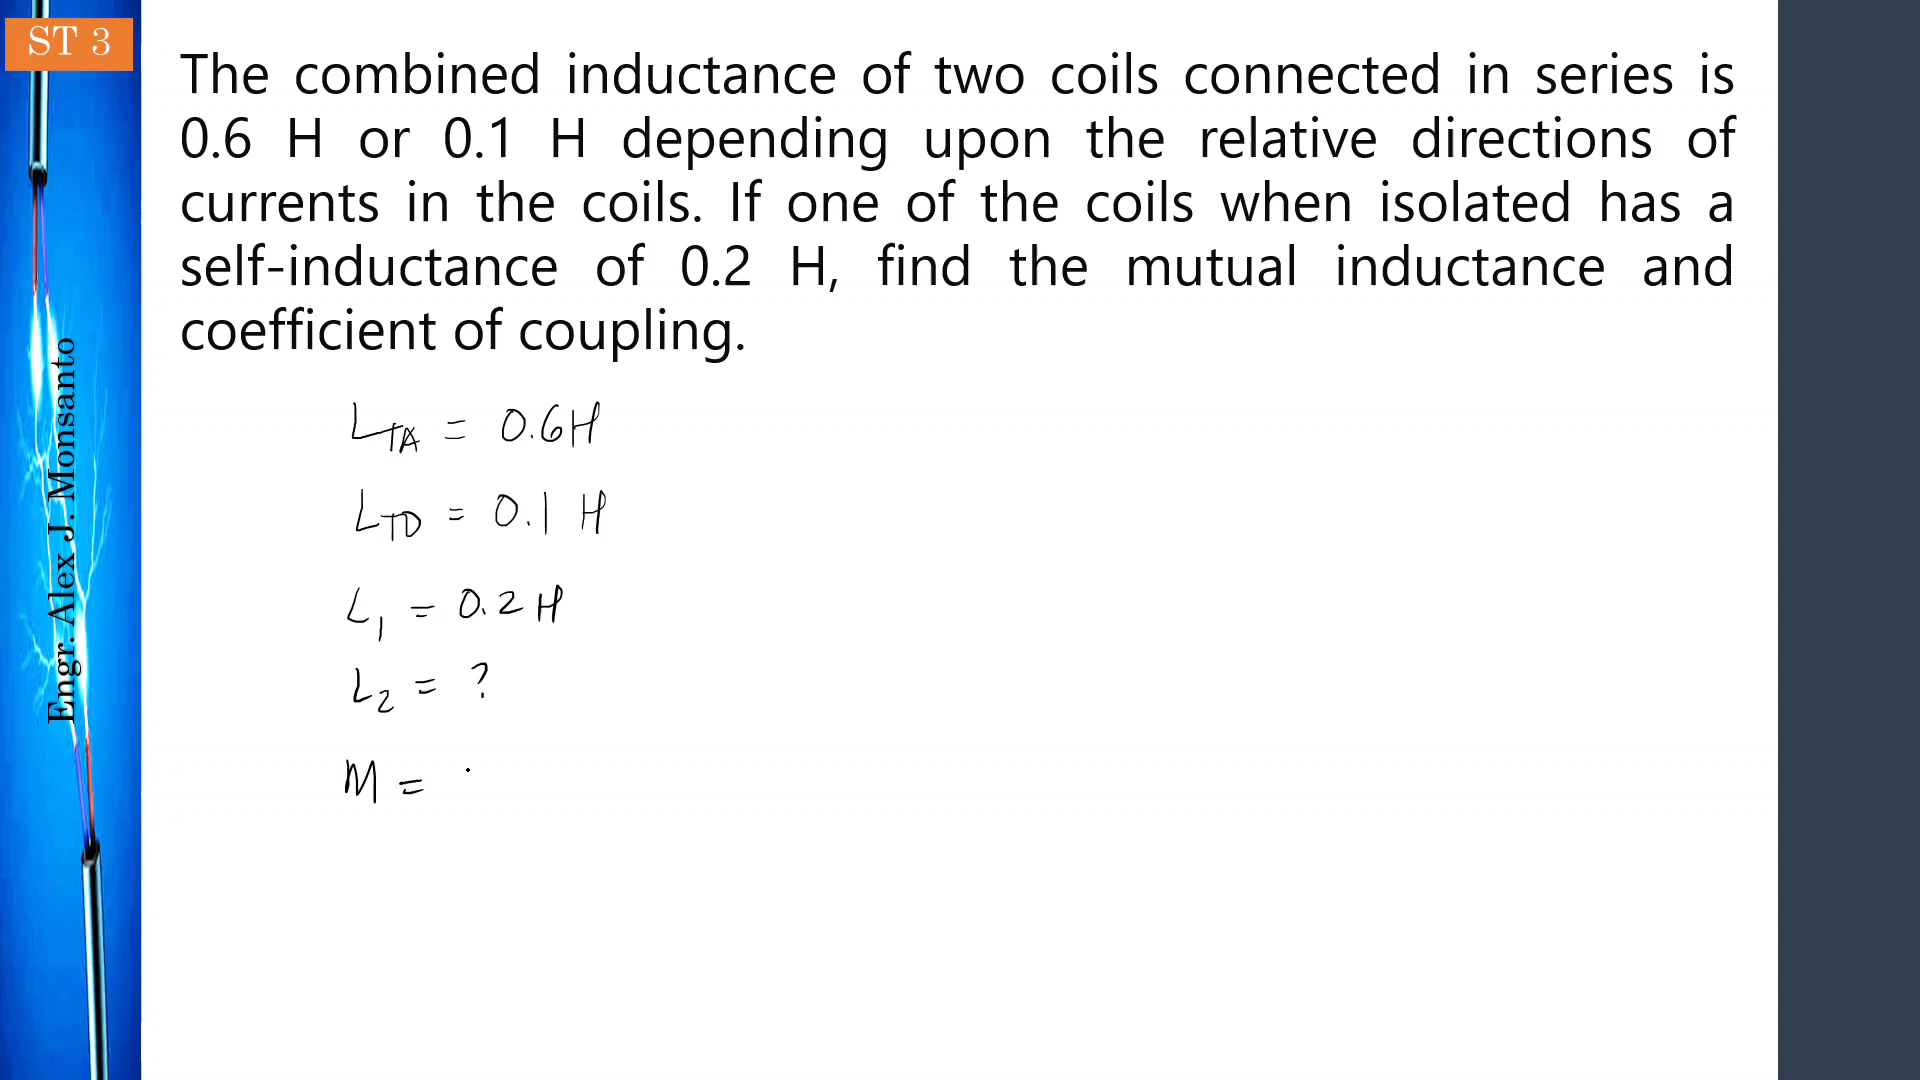 ST 3
The combined inductance of two coils connected in series is
0.6 H or 0.1 H depending upon the relative directions of
currents in the coils. If one of the coils when isolated has a
self-inductance of 0.2 H, find the mutual inductance and
coefficient of coupling.
L_TA = 0.6H
L_TD = 0.1 H
L_1 = 0.2 H
L_2 = ?
M =
Engr. Alex J. Monsanto